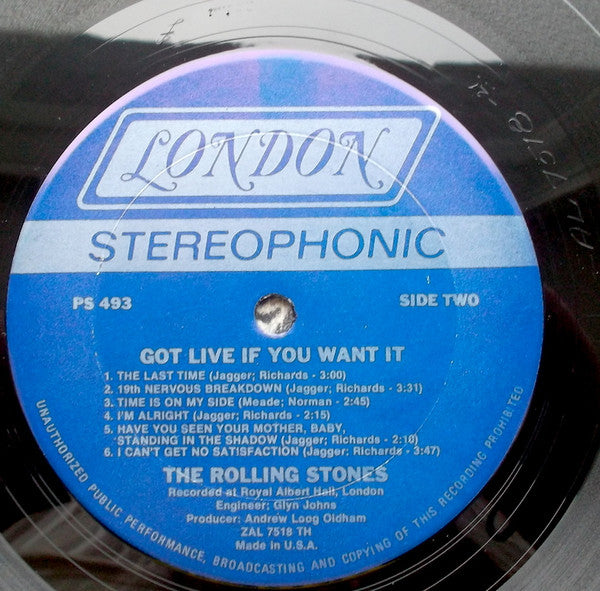 LONDON
STEREOPHONIC
PS 493
SIDE TWO
GOT LIVE IF YOU WANT IT
1. THE LAST TIME (Jagger; Richards - 3:00)
2. 19th NERVOUS BREAKDOWN (Jagger; Richards - 3:31)
3. TIME IS ON MY SIDE (Meade; Norman - 2:45)
4. I'M ALRIGHT (Jagger; Richards - 2:15)
5. HAVE YOU SEEN YOUR MOTHER, BABY,
STANDING IN THE SHADOW (Jagger; Richards - 2:18)
6. I CAN'T GET NO SATISFACTION (Jagger; Richards - 3:47)
THE ROLLING STONES
Recorded at Royal Albert Hall, London
Engineer; Glyn Johns
Producer: Andrew Loog Oldham
ZAL 7518 TH
Made in U.S.A.
UNAUTHORIZED PUBLIC PERFORMANCE, BROADCASTING AND COPYING OF THIS RECORDING PROHIBITED
7518